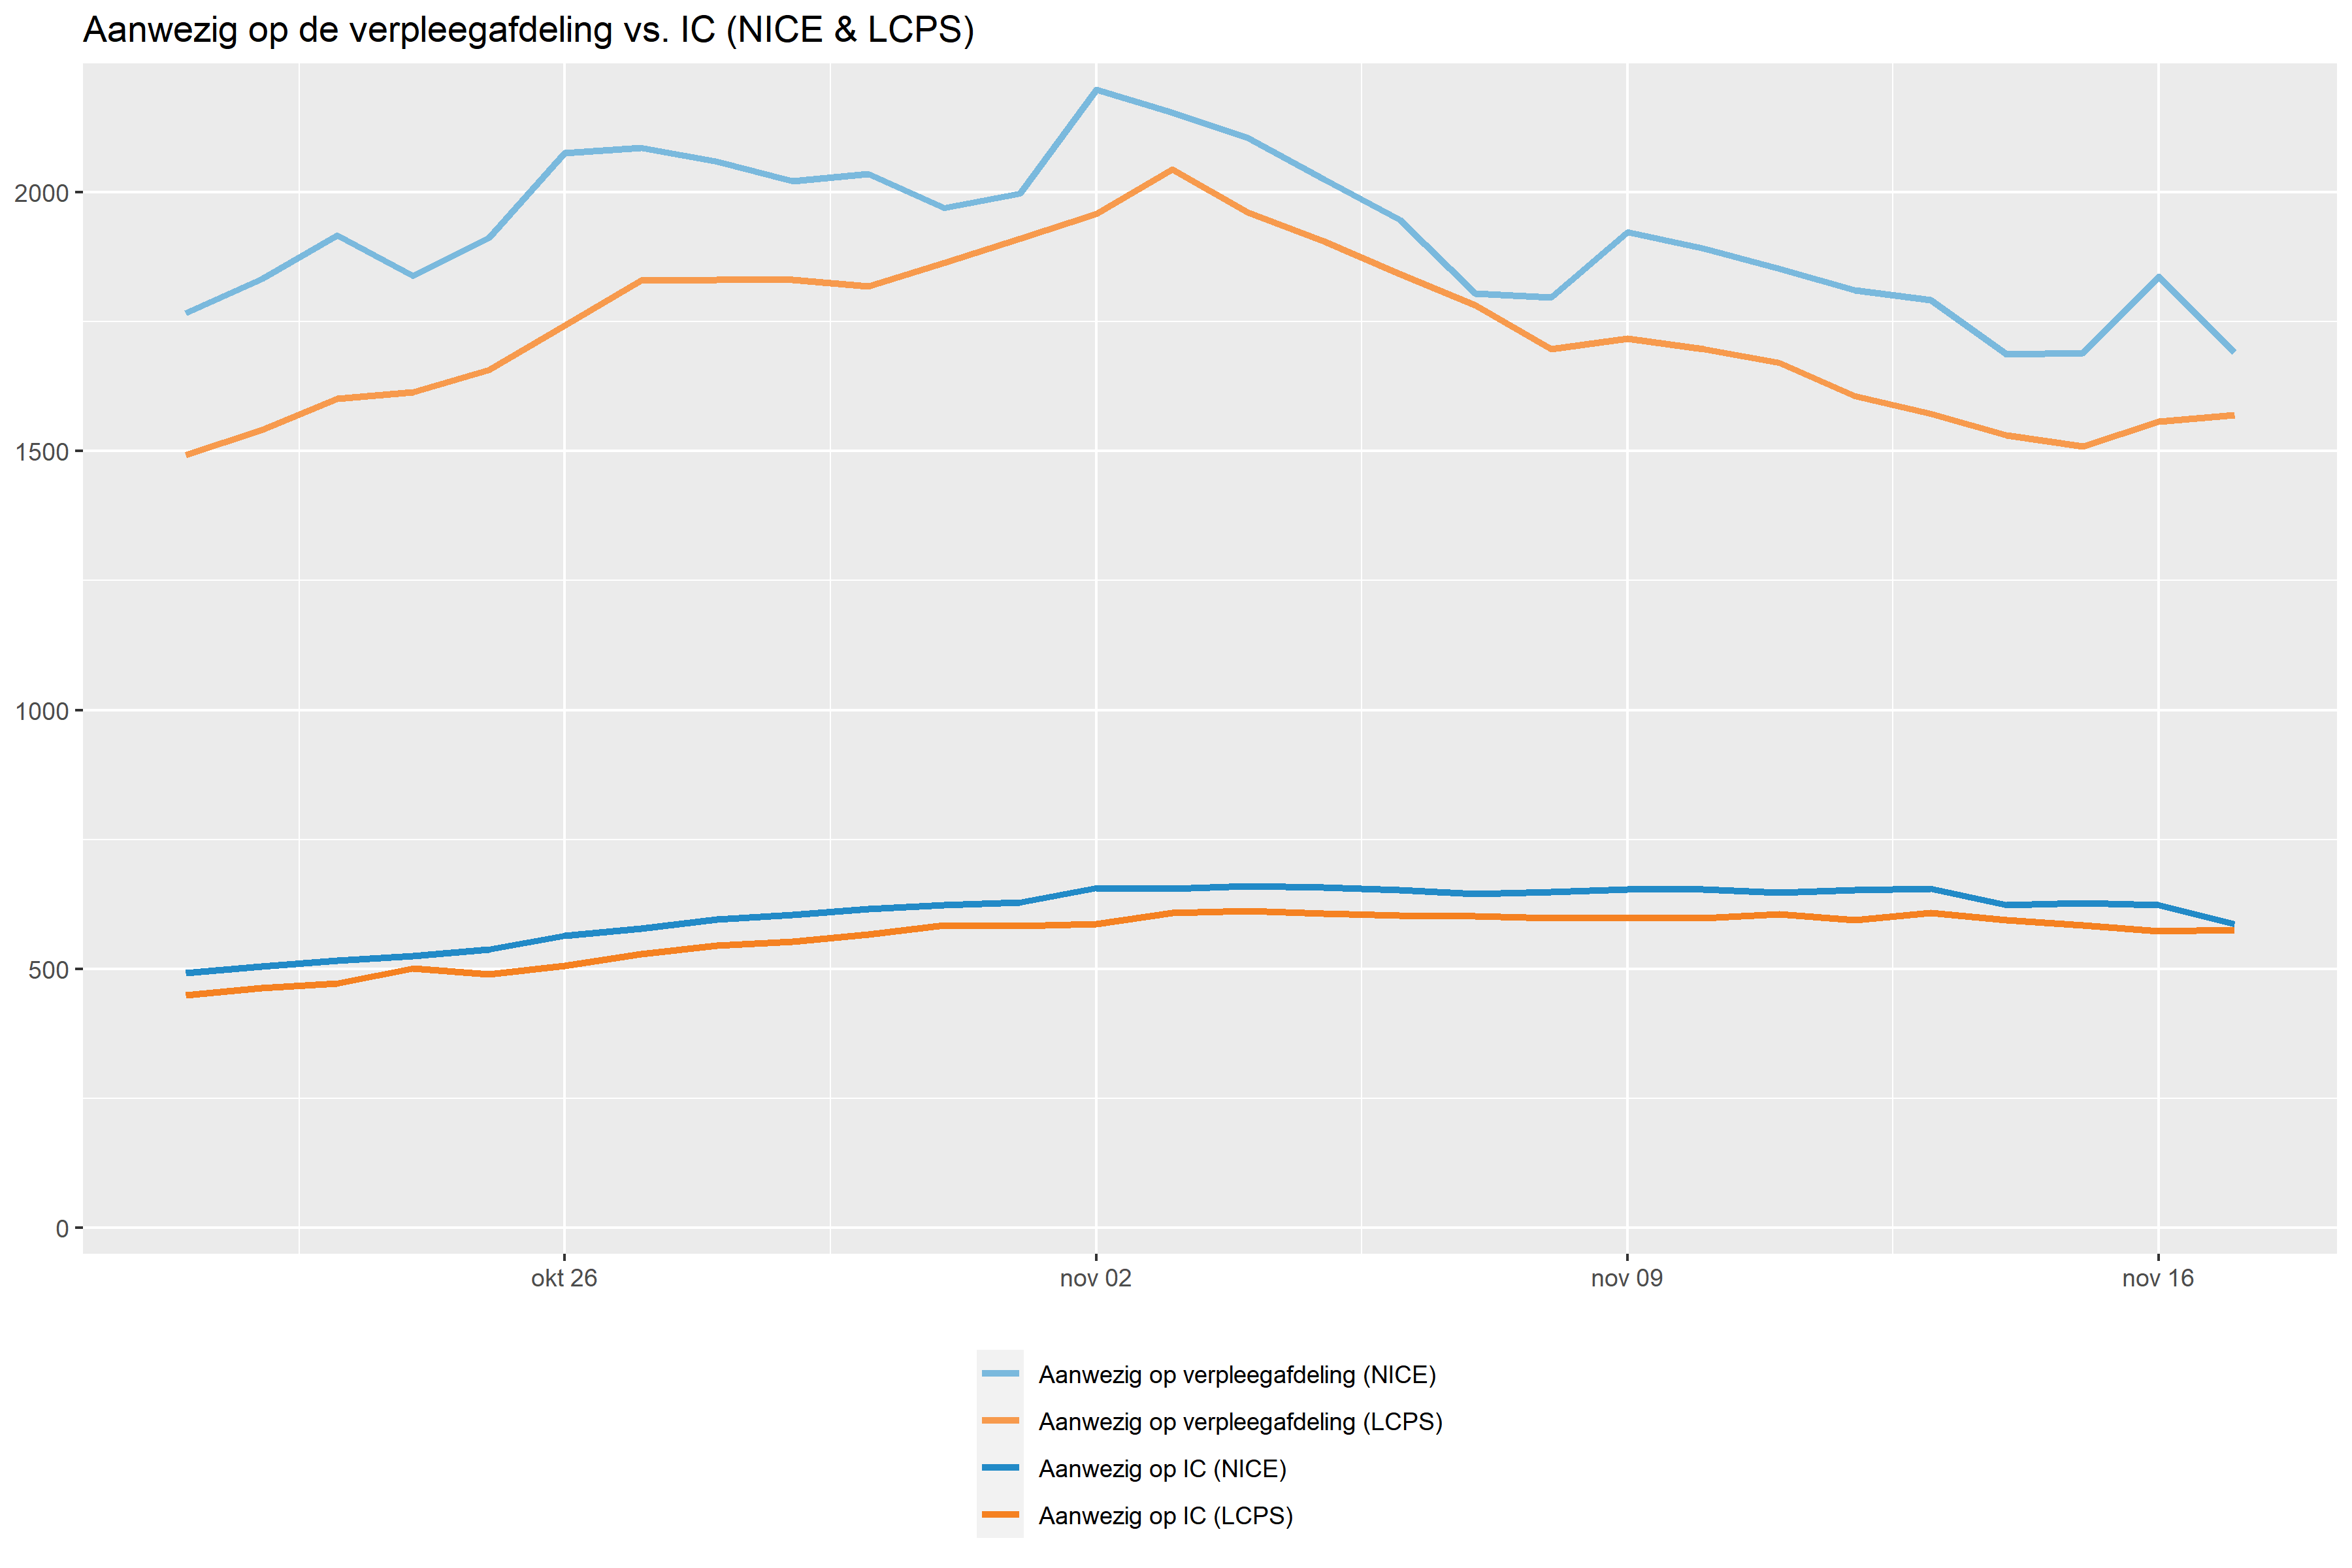 Aanwezig op de verpleegafdeling vs. IC (NICE & LCPS)
2000
1500
1000
500
0
okt 26 nov 02 nov 09 nov 16
Aanwezig op verpleegafdeling (NICE)
Aanwezig op verpleegafdeling (LCPS)
Aanwezig op IC (NICE)
Aanwezig op IC (LCPS)